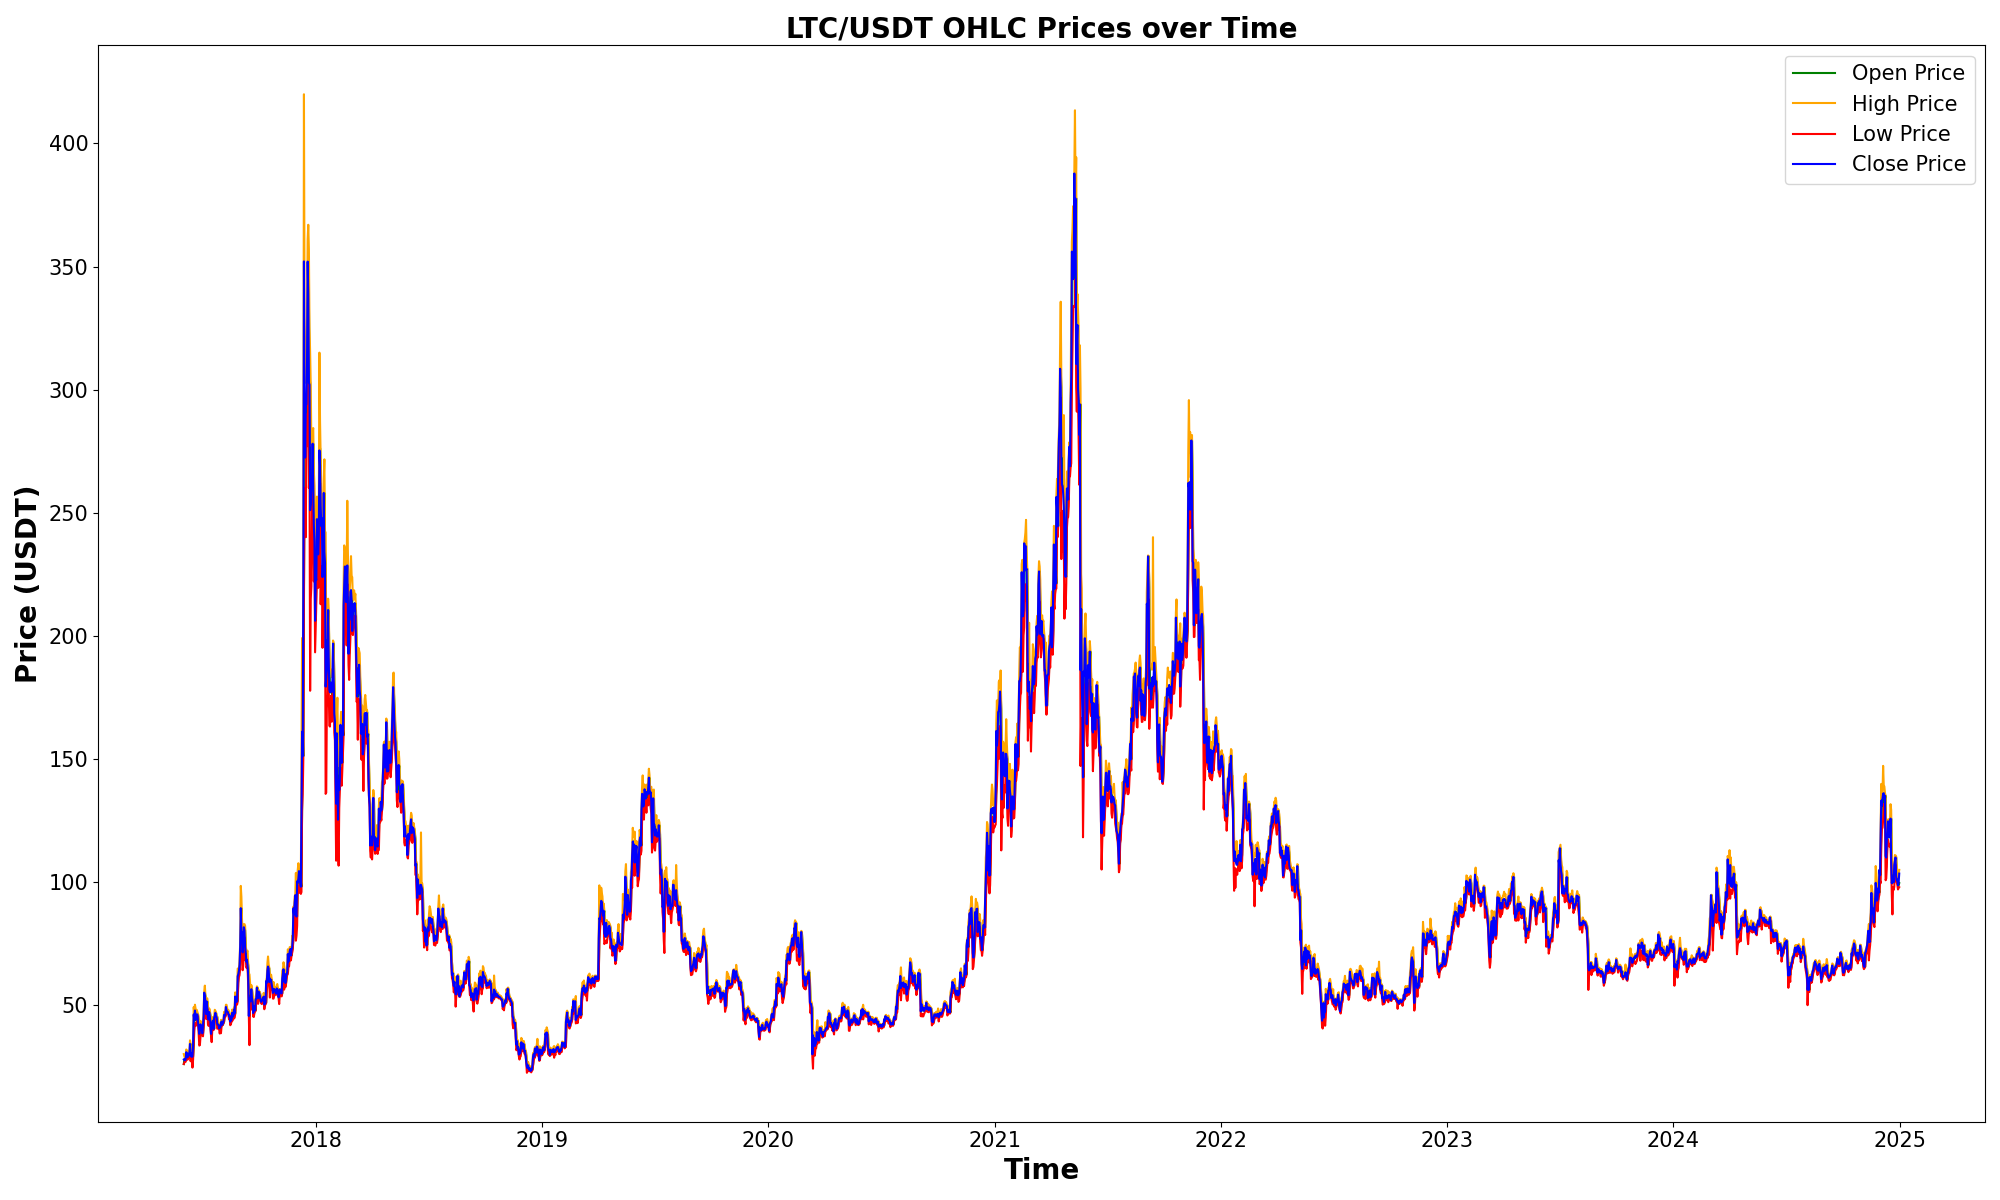 LTC/USDT OHLC Prices over Time
Open Price
High Price
Low Price
Close Price
Price (USDT)
400
350
300
250
200
150
100
50
2018 2019 2020 2021 2022 2023 2024 2025
Time